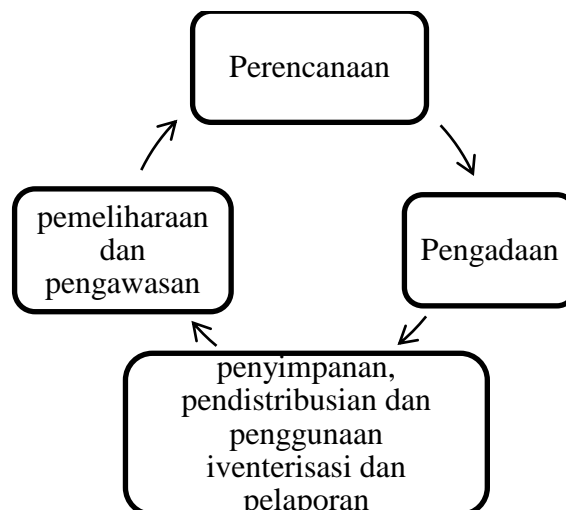 Perencanaan
Pengadaan
penyimpanan,
pendistribusian dan
penggunaan
iventerisasi dan
pelaporan
pemeliharaan
dan
pengawasan